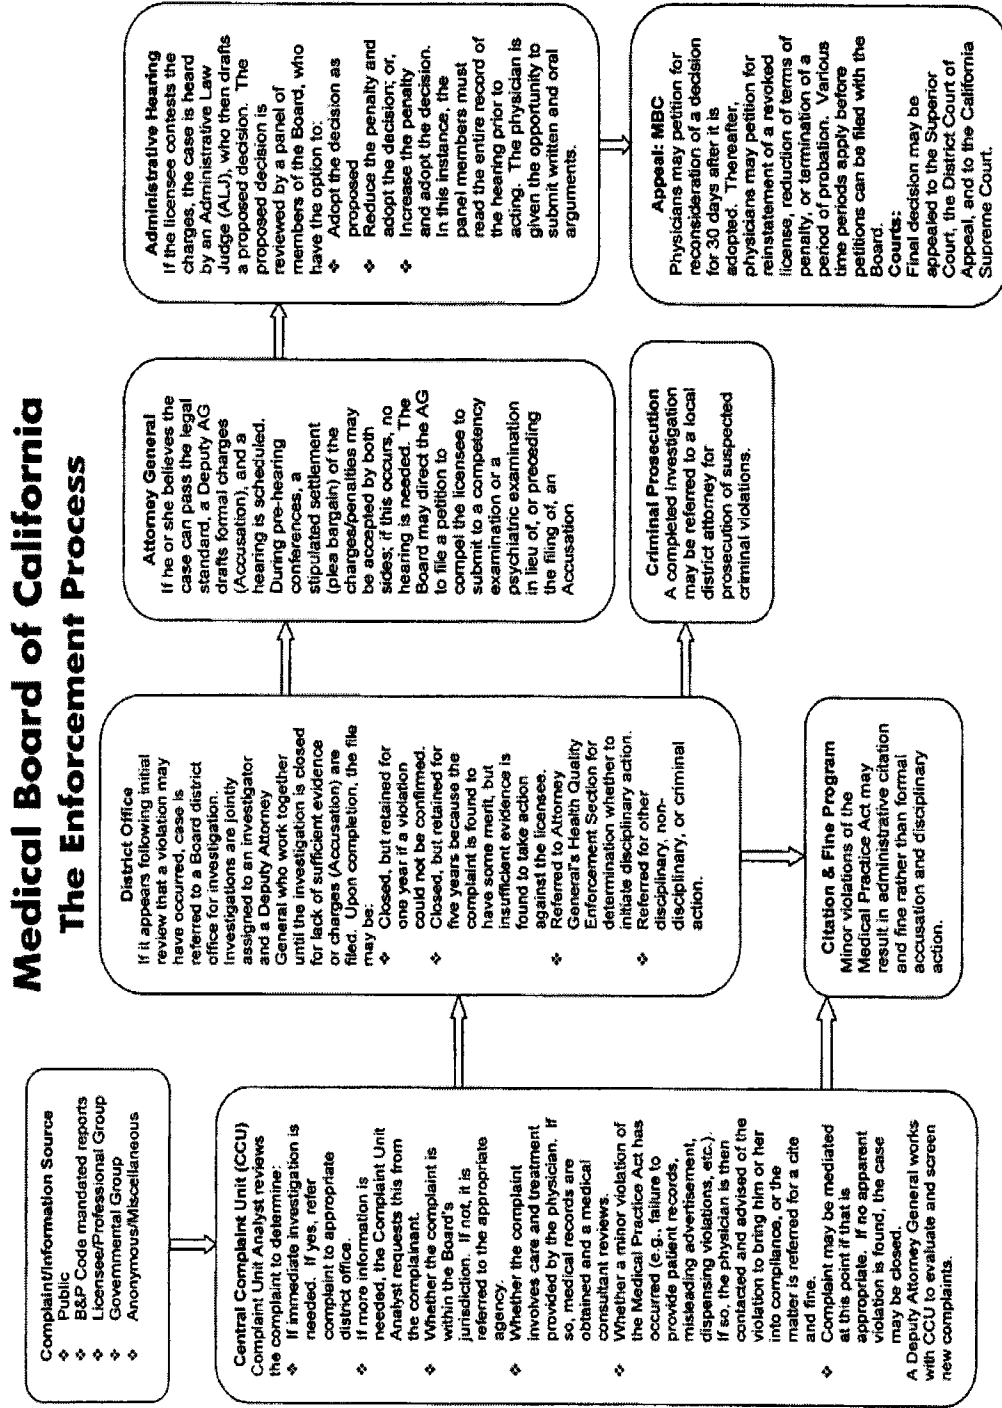 Medical Board of California
The Enforcement Process
Complaint/Information Source
❖ Public
❖ B&P Code mandated reports
❖ Licensee/Professional Group
❖ Governmental Group
❖ Anonymous/Miscellaneous
Central Complaint Unit (CCU)
Complaint Unit Analyst reviews
the complaint to determine:
❖ If immediate investigation is
needed. If yes, refer
complaint to appropriate
district office.
❖ If more information is
needed, the Complaint Unit
Analyst requests this from
the complainant.
❖ Whether the complaint is
within the Board's
jurisdiction. If not, it is
referred to the appropriate
agency.
❖ Whether the complaint
involves care and treatment
provided by the physician. If
so, medical records are
obtained and a medical
consultant reviews.
❖ Whether a minor violation of
the Medical Practice Act has
occurred (e.g., failure to
provide patient records,
misleading advertisement,
dispensing violations, etc.).
If so, the physician is then
contacted and advised of the
violation to bring him or her
into compliance, or the
matter is referred for a cite
and fine.
❖ Complaint may be mediated
at this point if that is
appropriate. If no apparent
violation is found, the case
may be closed.
A Deputy Attorney General works
with CCU to evaluate and screen
new complaints.
District Office
If it appears following initial
review that a violation may
have occurred, case is
referred to a Board district
office for investigation.
Investigations are jointly
assigned to an investigator
and a Deputy Attorney
General who work together
until the investigation is closed
for lack of sufficient evidence
or charges (Accusation) are
filed. Upon completion, the file
may be:
❖ Closed, but retained for
one year if a violation
could not be confirmed.
❖ Closed, but retained for
five years because the
complaint is found to
have some merit, but
insufficient evidence is
found to take action
against the licensee.
❖ Referred to Attorney
General's Health Quality
Enforcement Section for
determination whether to
initiate disciplinary action.
❖ Referred for other
disciplinary, non-
disciplinary, or criminal
action.
Citation & Fine Program
Minor violations of the
Medical Practice Act may
result in administrative citation
and fine rather than formal
accusation and disciplinary
action.
Attorney General
If he or she believes the
case can pass the legal
standard, a Deputy AG
drafts formal charges
(Accusation), and a
hearing is scheduled.
During pre-hearing
conferences, a
stipulated settlement
(plea bargain) of the
charges/penalties may
be accepted by both
sides; if this occurs, no
hearing is needed. The
Board may direct the AG
to file a petition to
compel the licensee to
submit to a competency
examination or a
psychiatric examination
in lieu of, or preceding
the filing of, an
Accusation
Criminal Prosecution
A completed investigation
may be referred to a local
district attorney for
prosecution of suspected
criminal violations.
Administrative Hearing
If the licensee contests the
charges, the case is heard
by an Administrative Law
Judge (ALJ), who then drafts
a proposed decision. The
proposed decision is
reviewed by a panel of
members of the Board, who
have the option to:
❖ Adopt the decision as
proposed
❖ Reduce the penalty and
adopt the decision; or,
❖ Increase the penalty
and adopt the decision.
In this instance, the
panel members must
read the entire record of
the hearing prior to
acting. The physician is
given the opportunity to
submit written and oral
arguments.
Appeal: MBC
Physicians may petition for
reconsideration of a decision
for 30 days after it is
adopted. Thereafter,
physicians may petition for
reinstatement of a revoked
license, reduction of terms of
penalty, or termination of a
period of probation. Various
time periods apply before
petitions can be filed with the
Board.
Courts:
Final decision may be
appealed to the Superior
Court, the District Court of
Appeal, and to the California
Supreme Court.